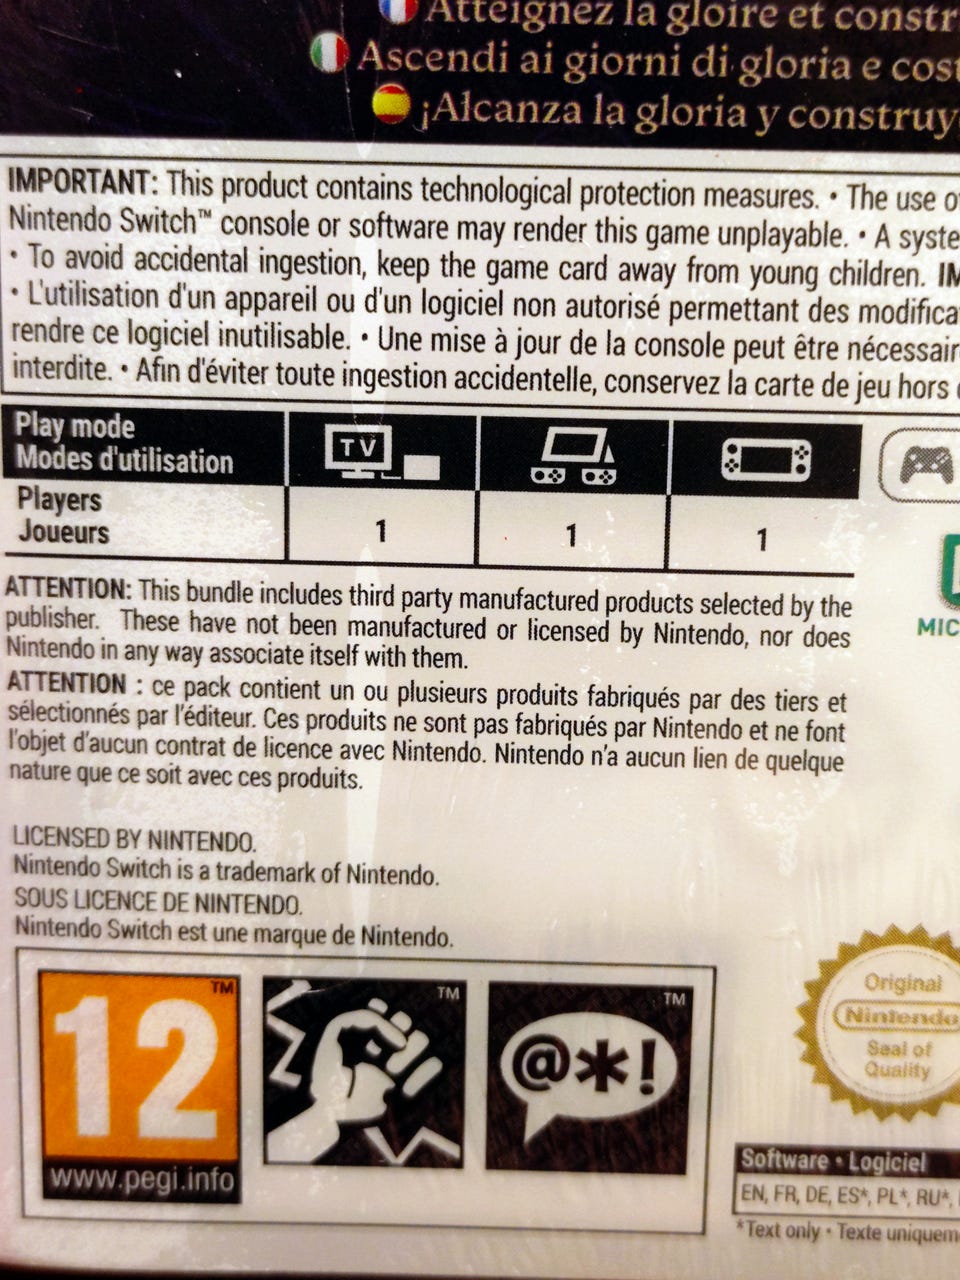 Atteignez la gloire et constr
Ascendi ai giorni di gloria e cos
¡Alcanza la gloria y construy
IMPORTANT: This product contains technological protection measures. • The use o
Nintendo Switch™ console or software may render this game unplayable. • A syste
• To avoid accidental ingestion, keep the game card away from young children. IM
• L'utilisation d'un appareil ou d'un logiciel non autorisé permettant des modifica
rendre ce logiciel inutilisable. • Une mise à jour de la console peut être nécessair
interdite. • Afin d'éviter toute ingestion accidentelle, conservez la carte de jeu hors
Play mode
Modes d'utilisation
TV
Players
Joueurs
1 1 1
ATTENTION: This bundle includes third party manufactured products selected by the
publisher. These have not been manufactured or licensed by Nintendo, nor does
Nintendo in any way associate itself with them.
MIC
ATTENTION : ce pack contient un ou plusieurs produits fabriqués par des tiers et
sélectionnés par l'éditeur. Ces produits ne sont pas fabriqués par Nintendo et ne font
l'objet d'aucun contrat de licence avec Nintendo. Nintendo n'a aucun lien de quelque
nature que ce soit avec ces produits.
LICENSED BY NINTENDO.
Nintendo Switch is a trademark of Nintendo.
SOUS LICENCE DE NINTENDO.
Nintendo Switch est une marque de Nintendo.
12 ™
www.pegi.info
™
@*! ™
Original
Nintendo
Seal of
Quality
Software • Logiciel
EN, FR, DE, ES*, PL*, RU*,
*Text only • Texte uniquem